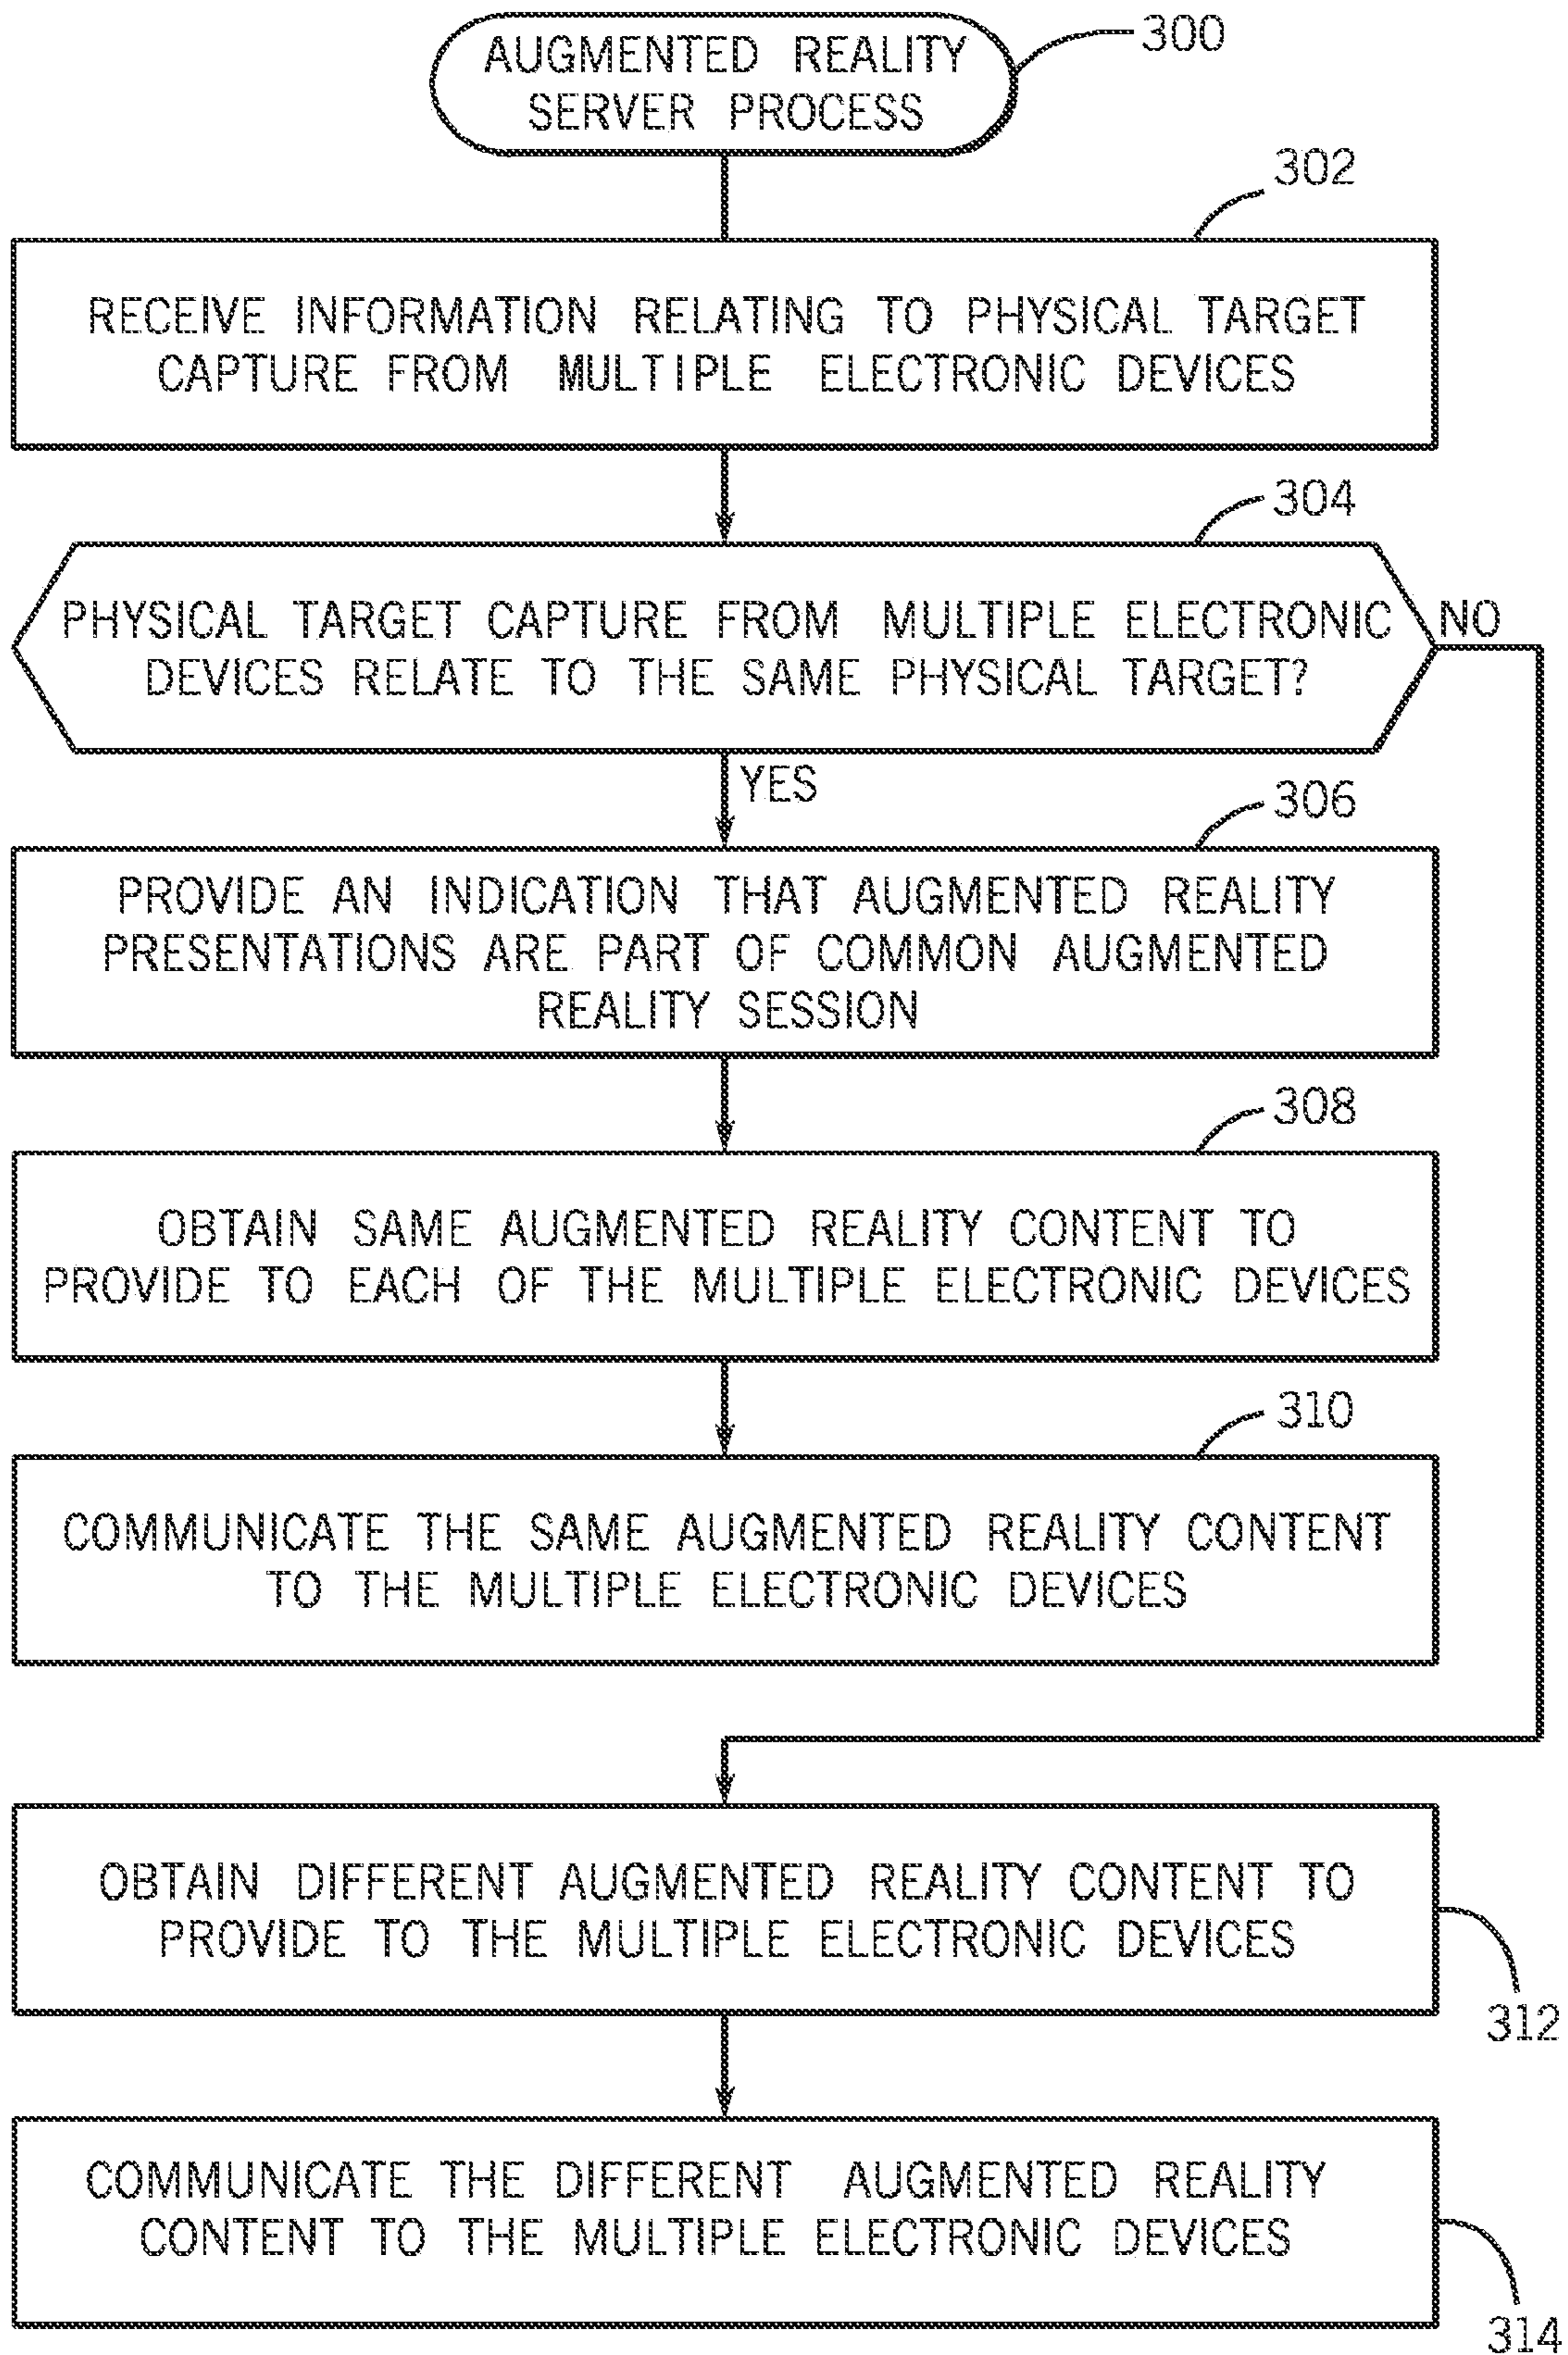 AUGMENTED REALITY
SERVER PROCESS
300
302
RECEIVE INFORMATION RELATING TO PHYSICAL TARGET
CAPTURE FROM MULTIPLE ELECTRONIC DEVICES
304
PHYSICAL TARGET CAPTURE FROM MULTIPLE ELECTRONIC
DEVICES RELATE TO THE SAME PHYSICAL TARGET?
NO
YES
306
PROVIDE AN INDICATION THAT AUGMENTED REALITY
PRESENTATIONS ARE PART OF COMMON AUGMENTED
REALITY SESSION
308
OBTAIN SAME AUGMENTED REALITY CONTENT TO
PROVIDE TO EACH OF THE MULTIPLE ELECTRONIC DEVICES
310
COMMUNICATE THE SAME AUGMENTED REALITY CONTENT
TO THE MULTIPLE ELECTRONIC DEVICES
OBTAIN DIFFERENT AUGMENTED REALITY CONTENT TO
PROVIDE TO THE MULTIPLE ELECTRONIC DEVICES
312
COMMUNICATE THE DIFFERENT AUGMENTED REALITY
CONTENT TO THE MULTIPLE ELECTRONIC DEVICES
314